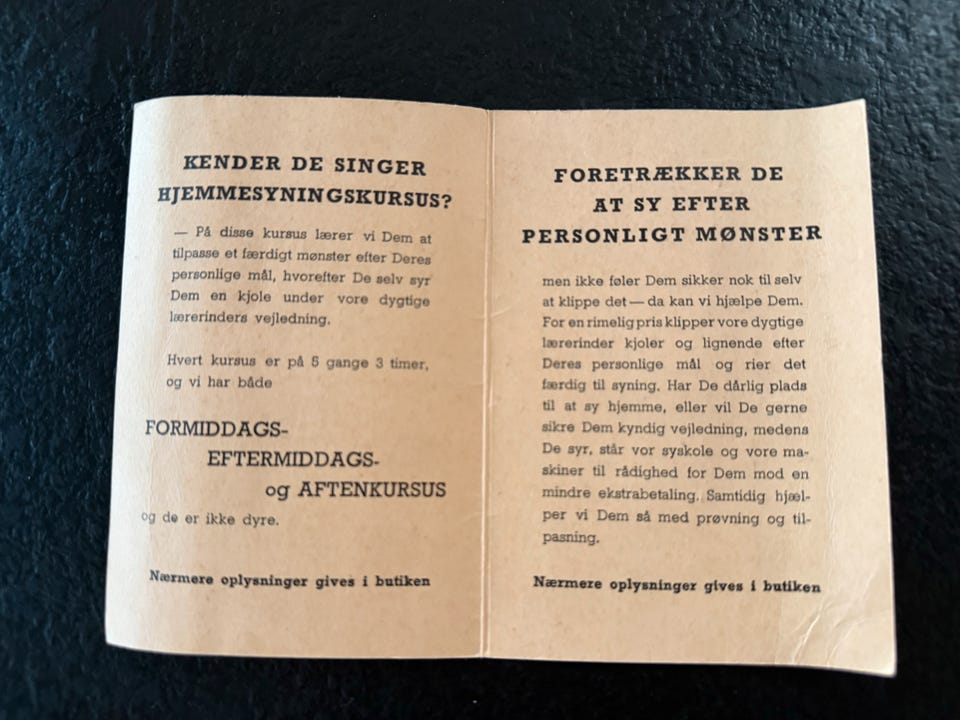 KENDER DE SINGER
HJEMMESYNINGSKURSUS?
— På disse kursus lærer vi Dem at
tilpasse et færdigt mønster efter Deres
personlige mål, hvorefter De selv syr
Dem en kjole under vore dygtige
lærerinders vejledning.
Hvert kursus er på 5 gange 3 timer,
og vi har både
FORMIDDAGS-
EFTERMIDDAGS-
og AFTENKURSUS
og de er ikke dyre.
Nærmere oplysninger gives i butiken
FORETRÆKKER DE
AT SY EFTER
PERSONLIGT MØNSTER
men ikke føler Dem sikker nok til selv
at klippe det — da kan vi hjælpe Dem.
For en rimelig pris klipper vore dygtige
lærerinder kjoler og lignende efter
Deres personlige mål og rier det
færdig til syning. Har De dårlig plads
til at sy hjemme, eller vil De gerne
sikre Dem kyndig vejledning, medens
De syr, står vor syskole og vore ma-
skiner til rådighed for Dem mod en
mindre ekstrabetaling. Samtidig hjæl-
per vi Dem så med prøvning og til-
pasning.
Nærmere oplysninger gives i butiken